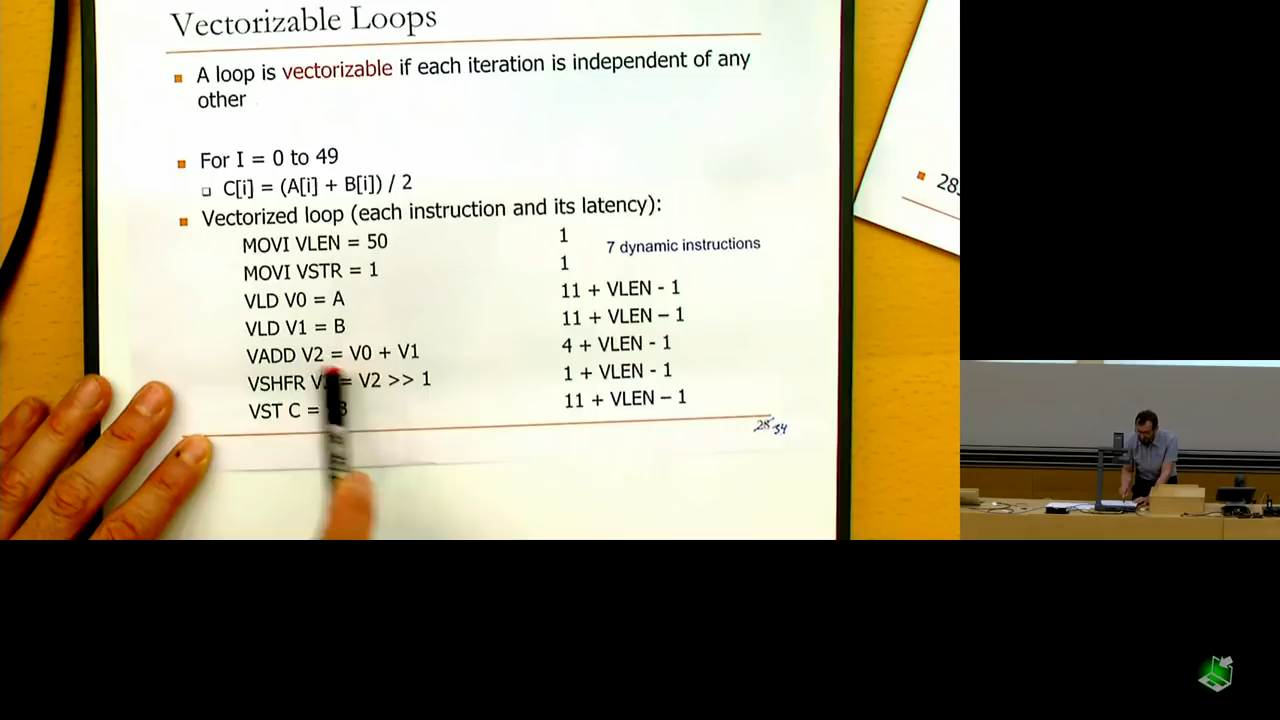 Vectorizable Loops
A loop is vectorizable if each iteration is independent of any
other
For I = 0 to 49
C[i] = (A[i] + B[i]) / 2
Vectorized loop (each instruction and its latency):
MOVI VLEN = 50 1
7 dynamic instructions
MOVI VSTR = 1 1
VLD V0 = A 11 + VLEN - 1
VLD V1 = B 11 + VLEN – 1
VADD V2 = V0 + V1 4 + VLEN - 1
VSHFR = V2 >> 1 1 + VLEN - 1
VST C = 11 + VLEN – 1
34